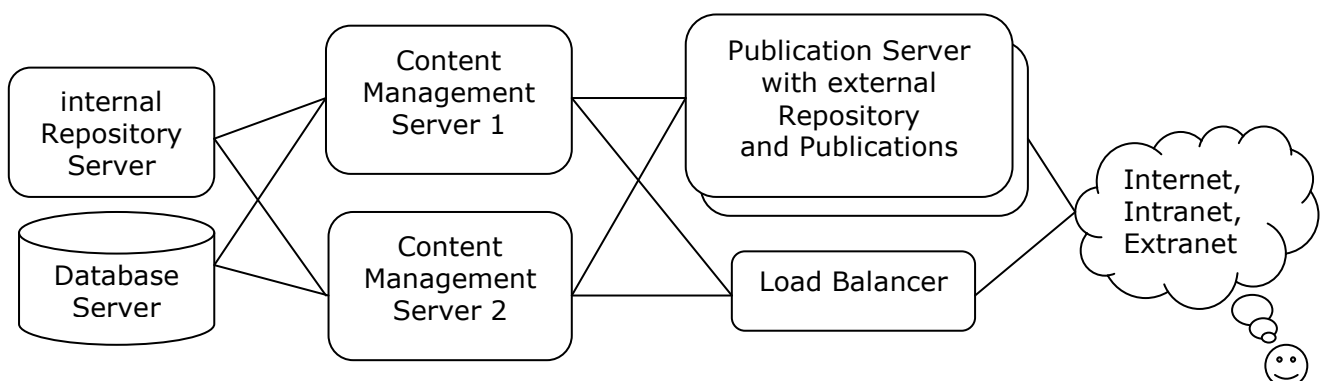 internal
Repository
Server
Database
Server
Content
Management
Server 1
Content
Management
Server 2
Publication Server
with external
Repository
and Publications
Load Balancer
Internet,
Intranet,
Extranet